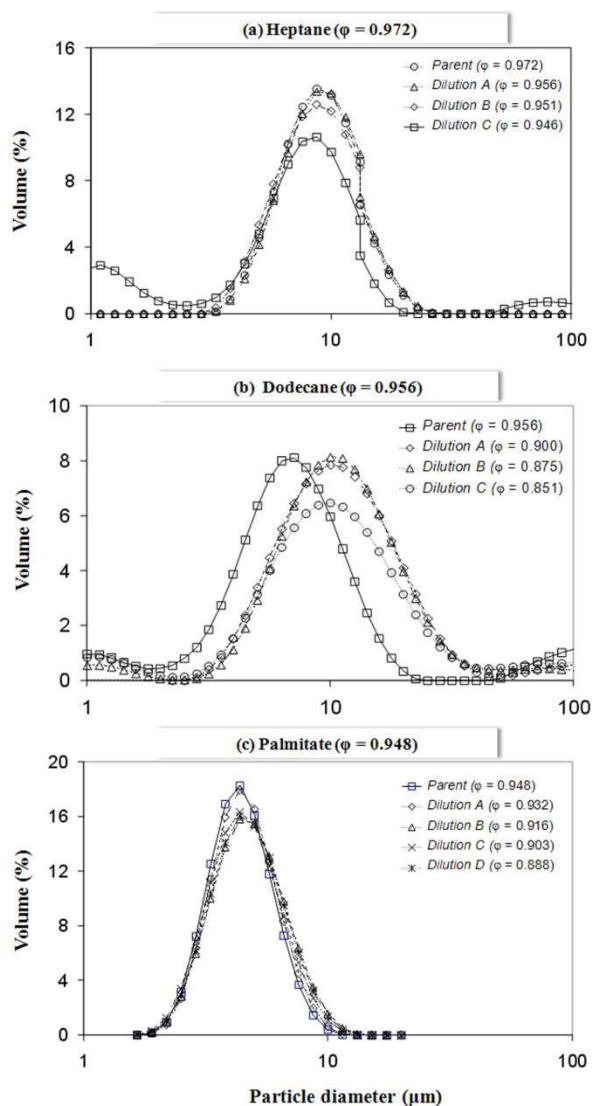 (a) Heptane (φ = 0.972)
16
12
8
4
0
Volume (%)
Parent (φ = 0.972)
Dilution A (φ = 0.956)
Dilution B (φ = 0.951)
Dilution C (φ = 0.946)
1
10
100
(b) Dodecane (φ = 0.956)
10
8
6
4
2
0
Volume (%)
Parent (φ = 0.956)
Dilution A (φ = 0.900)
Dilution B (φ = 0.875)
Dilution C (φ = 0.851)
1
10
100
(c) Palmitate (φ = 0.948)
20
16
12
8
4
0
Volume (%)
Parent (φ = 0.948)
Dilution A (φ = 0.932)
Dilution B (φ = 0.916)
Dilution C (φ = 0.903)
Dilution D (φ = 0.888)
1
10
100
Particle diameter (µm)